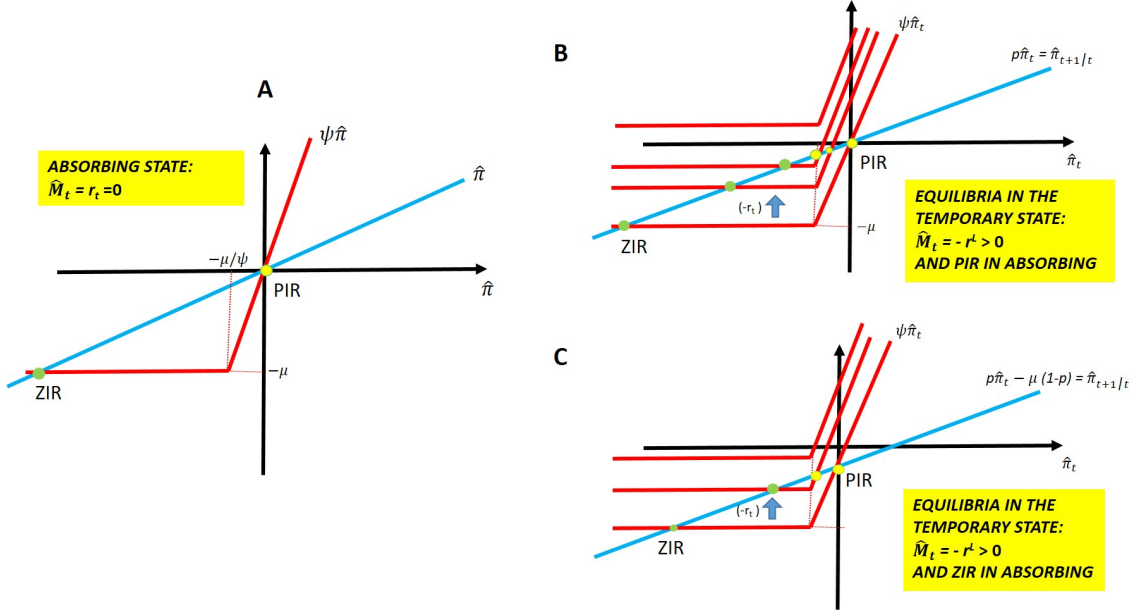 A
ABSORBING STATE:
M̂ₜ = rₜ =0
ψπ̂
π̂
−μ/ψ
π̂
PIR
−μ
ZIR
B
ψπ̂ₜ
pπ̂ₜ = π̂ₜ₊₁|ₜ
π̂ₜ
PIR
(-rₜ)
−μ
ZIR
EQUILIBRIA IN THE
TEMPORARY STATE:
M̂ₜ = - rᴸ > 0
AND PIR IN ABSORBING
C
ψπ̂ₜ
pπ̂ₜ − μ (1-p) = π̂ₜ₊₁|ₜ
π̂ₜ
PIR
(-rₜ)
ZIR
EQUILIBRIA IN THE
TEMPORARY STATE:
M̂ₜ = - rᴸ > 0
AND ZIR IN ABSORBING